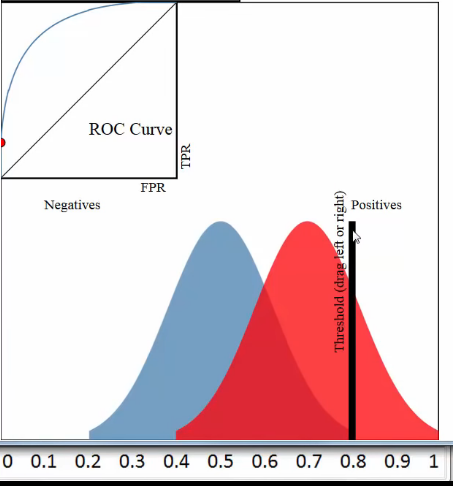 ROC Curve
TPR
FPR
Negatives
Positives
Threshold (drag left or right)
0 0.1 0.2 0.3 0.4 0.5 0.6 0.7 0.8 0.9 1